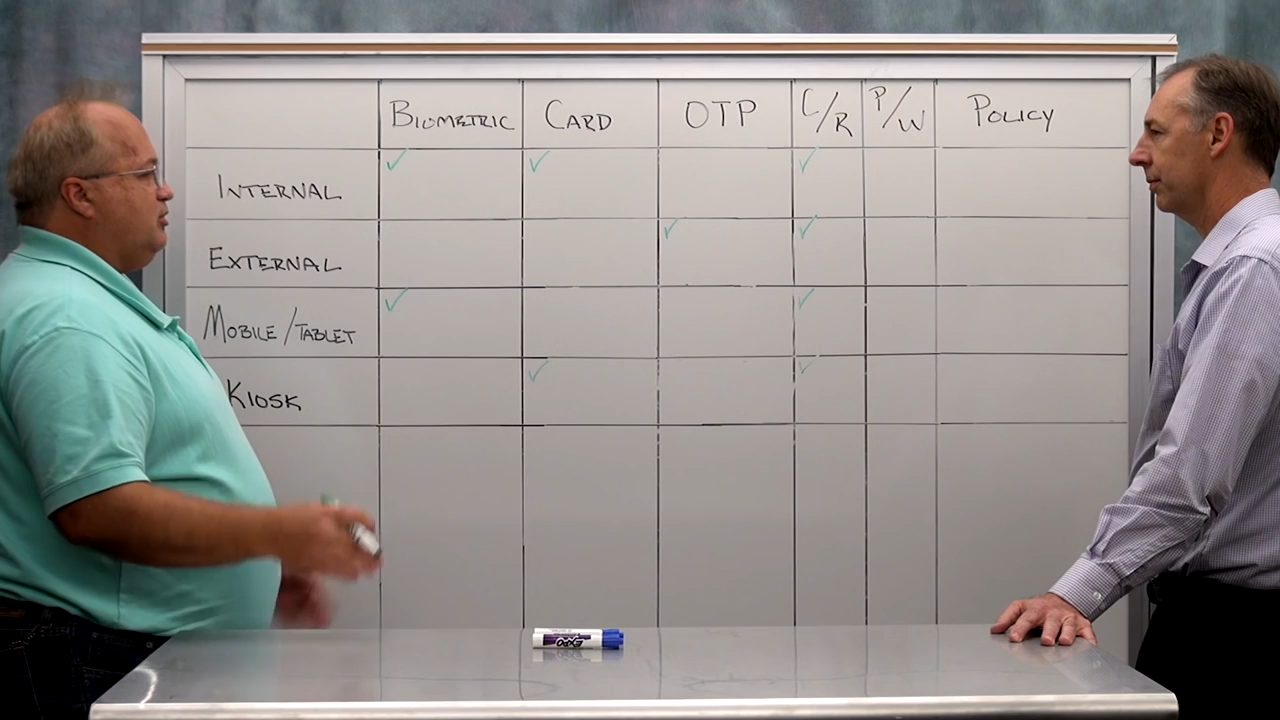 BIOMETRIC CARD OTP C/R P/W POLICY
INTERNAL ✓ ✓ ✓
EXTERNAL ✓ ✓
MOBILE/TABLET ✓ ✓
KIOSK ✓ ✓
EXPO